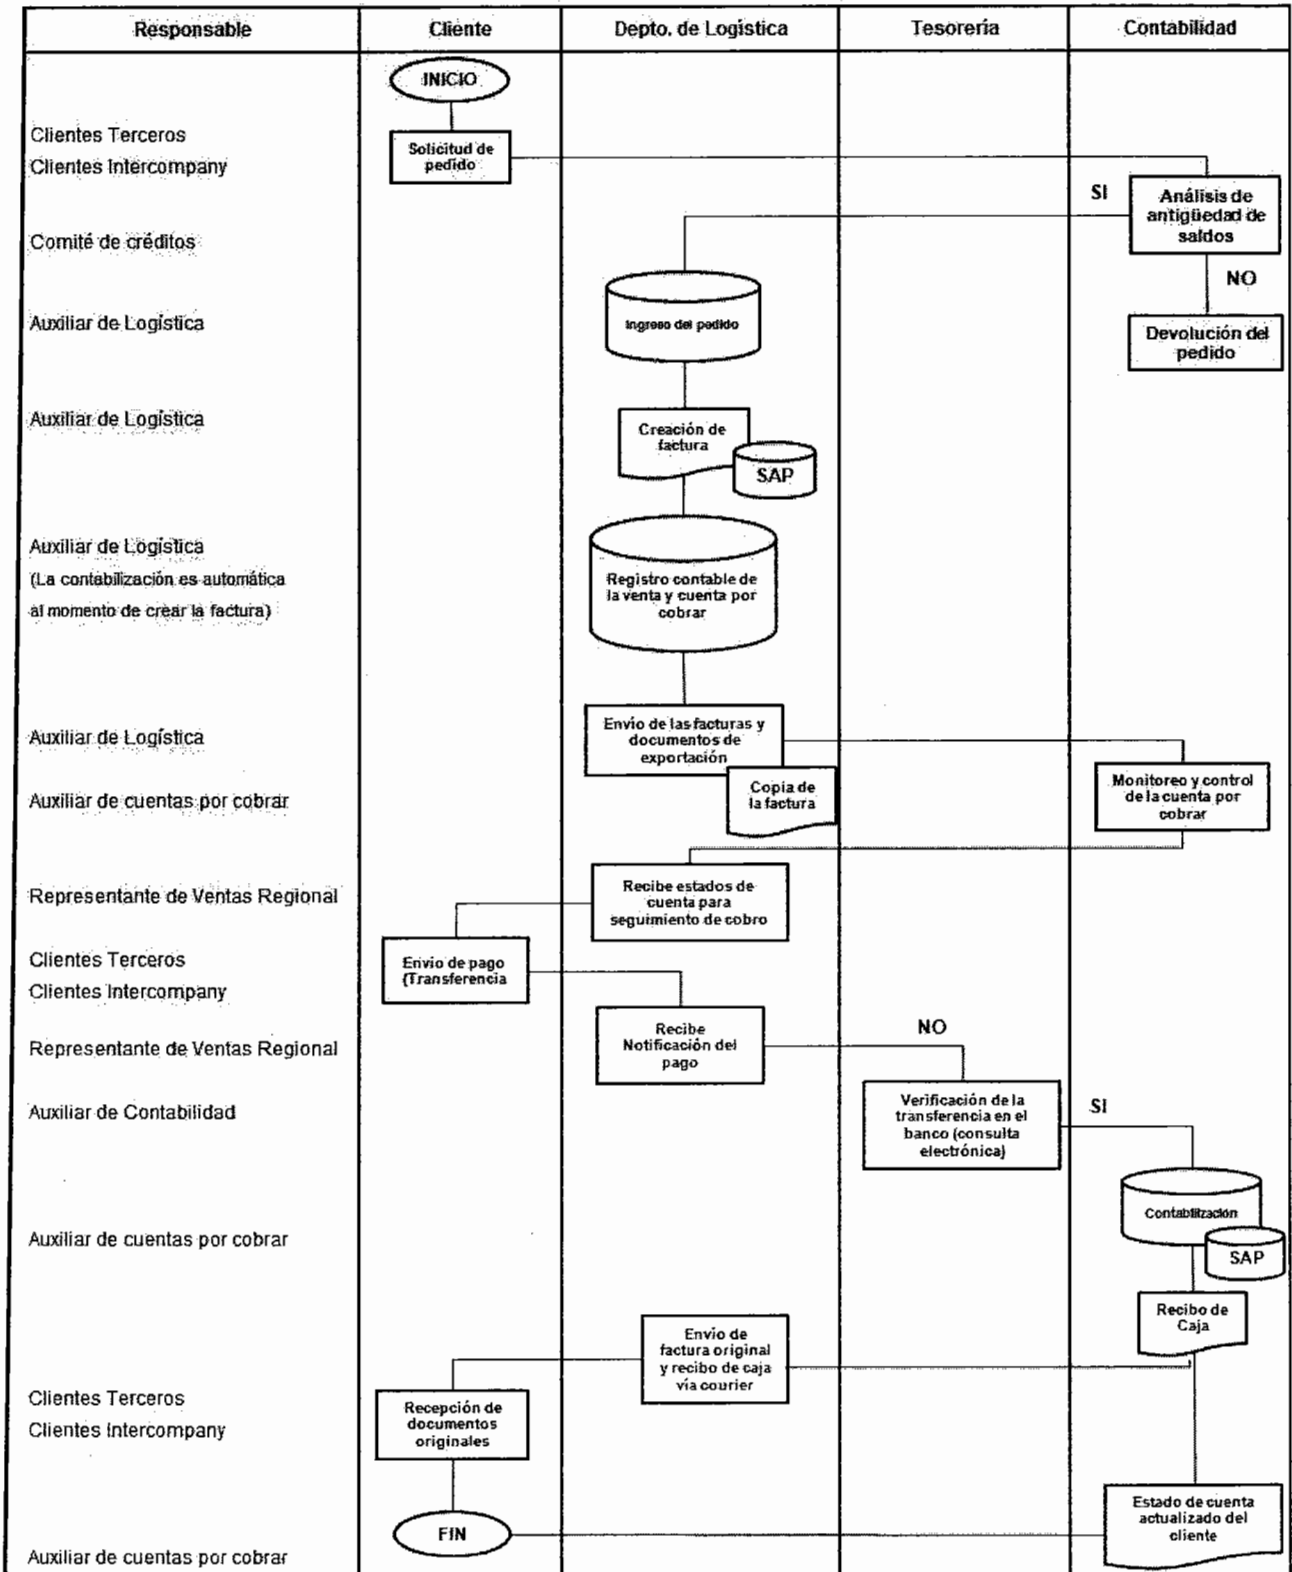 Responsable
Cliente
Depto. de Logística
Tesorería
Contabilidad
INICIO
Clientes Terceros
Clientes Intercompany
Solicitud de
pedido
SI
Análisis de
antigüedad de
saldos
Comité de créditos
NO
Auxiliar de Logística
Ingreso del pedido
Devolución del
pedido
Auxiliar de Logística
Creación de
factura
SAP
Auxiliar de Logística
(La contabilización es automática
al momento de crear la factura)
Registro contable de
la venta y cuenta por
cobrar
Auxiliar de Logística
Envío de las facturas y
documentos de
exportación
Auxiliar de cuentas por cobrar
Copia de
la factura
Monitoreo y control
de la cuenta por
cobrar
Representante de Ventas Regional
Recibe estados de
cuenta para
seguimiento de cobro
Clientes Terceros
Clientes Intercompany
Envio de pago
(Transferencia
Representante de Ventas Regional
Recibe
Notificación del
pago
NO
Auxiliar de Contabilidad
Verificación de la
transferencia en el
banco (consulta
electrónica)
SI
Auxiliar de cuentas por cobrar
Contabilización
SAP
Recibo de
Caja
Envio de
factura original
y recibo de caja
vía courier
Clientes Terceros
Clientes Intercompany
Recepción de
documentos
originales
FIN
Estado de cuenta
actualizado del
cliente
Auxiliar de cuentas por cobrar